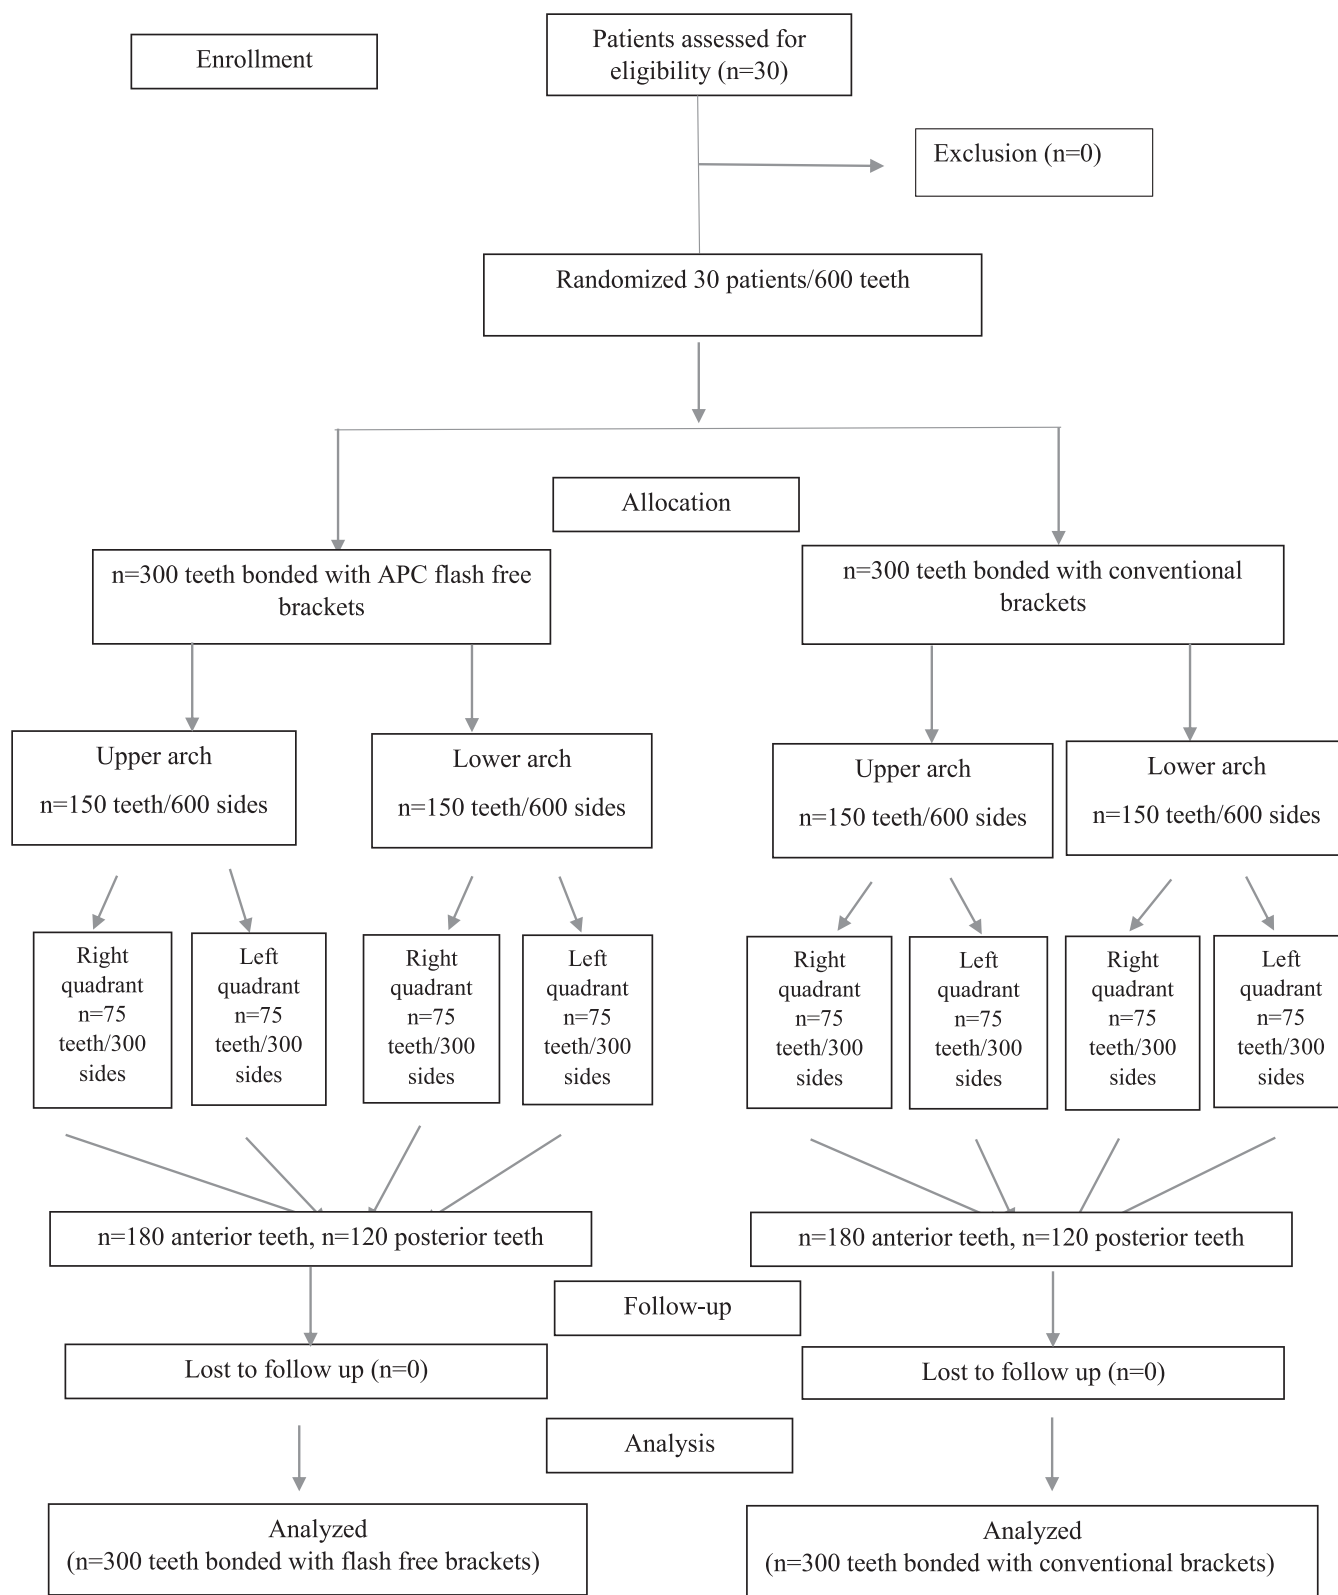 Enrollment
Patients assessed for
eligibility (n=30)
Exclusion (n=0)
Randomized 30 patients/600 teeth
Allocation
n=300 teeth bonded with APC flash free
brackets
n=300 teeth bonded with conventional
brackets
Upper arch
n=150 teeth/600 sides
Lower arch
n=150 teeth/600 sides
Upper arch
n=150 teeth/600 sides
Lower arch
n=150 teeth/600 sides
Right
quadrant
n=75
teeth/300
sides
Left
quadrant
n=75
teeth/300
sides
Right
quadrant
n=75
teeth/300
sides
Left
quadrant
n=75
teeth/300
sides
Right
quadrant
n=75
teeth/300
sides
Left
quadrant
n=75
teeth/300
sides
Right
quadrant
n=75
teeth/300
sides
Left
quadrant
n=75
teeth/300
sides
n=180 anterior teeth, n=120 posterior teeth
n=180 anterior teeth, n=120 posterior teeth
Follow-up
Lost to follow up (n=0)
Lost to follow up (n=0)
Analysis
Analyzed
(n=300 teeth bonded with flash free brackets)
Analyzed
(n=300 teeth bonded with conventional brackets)